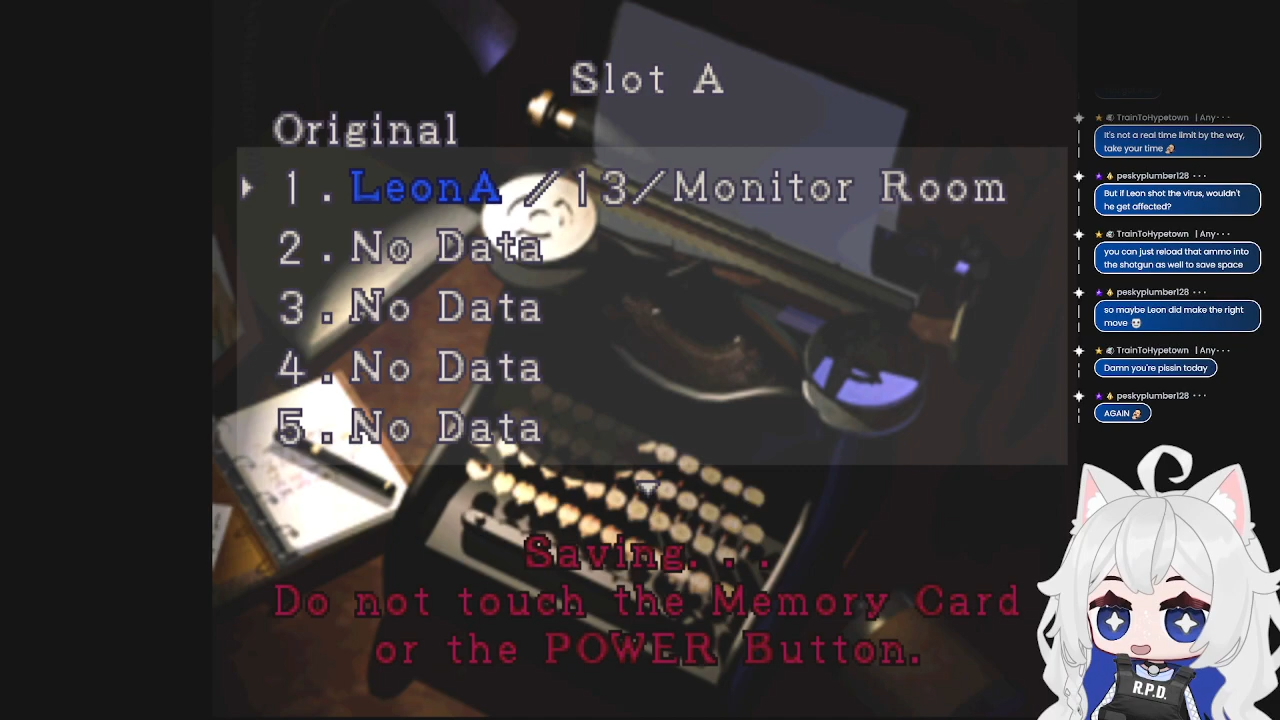 Slot A
Original
1. LeonA /13/Monitor Room
2. No Data
3. No Data
4. No Data
5. No Data
Saving. . .
Do not touch the Memory Card
or the POWER Button.
TrainToHypetown | Any···
It's not a real time limit by the way,
take your time
peskyplumber128 ···
But if Leon shot the virus, wouldn't
he get affected?
TrainToHypetown | Any···
you can just reload that ammo into
the shotgun as well to save space
peskyplumber128 ···
so maybe Leon did make the right
move
TrainToHypetown | Any···
Damn you're pissin today
peskyplumber128 ···
AGAIN
R.P.D.